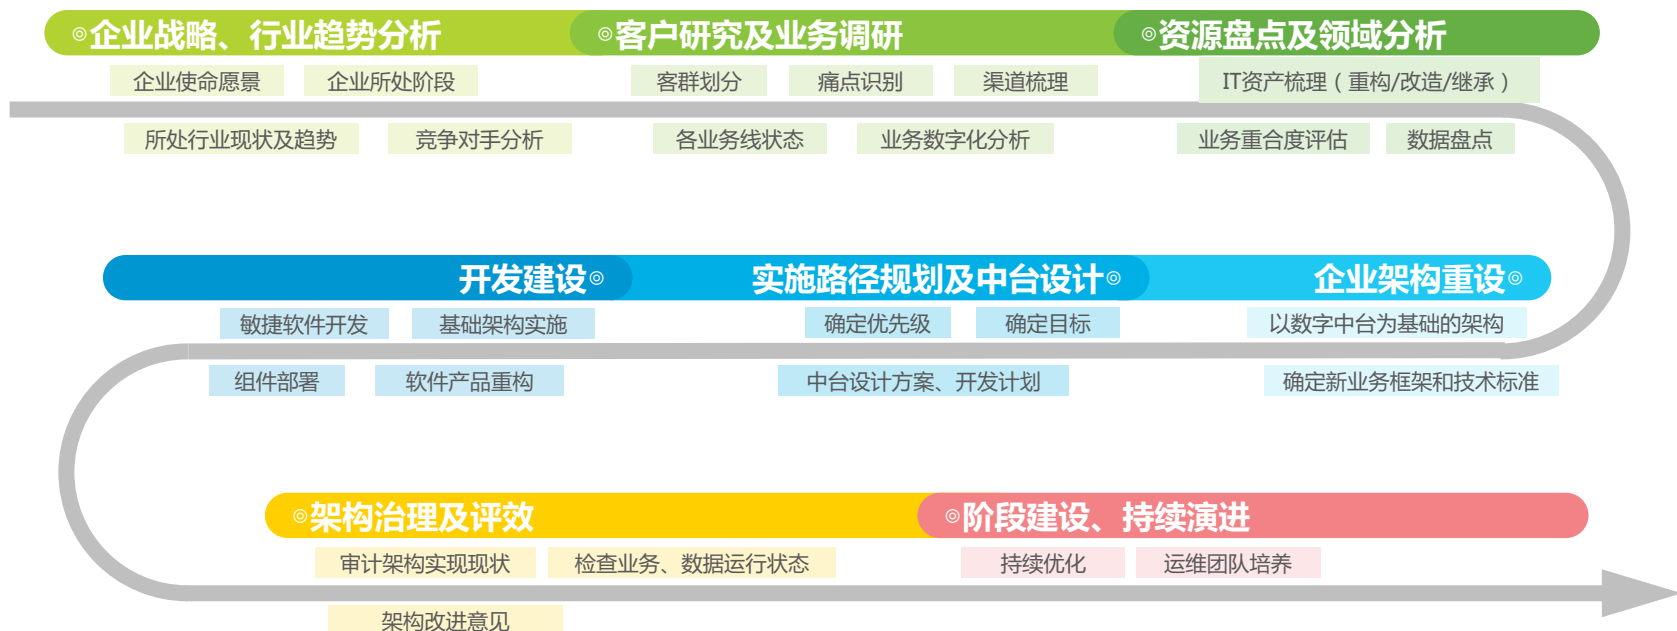 ◎企业战略、行业趋势分析
◎客户研究及业务调研
◎资源盘点及领域分析
企业使命愿景
企业所处阶段
客群划分
痛点识别
渠道梳理
IT资产梳理（重构/改造/继承）
所处行业现状及趋势
竞争对手分析
各业务线状态
业务数字化分析
业务重合度评估
数据盘点
开发建设◎
实施路径规划及中台设计◎
企业架构重设◎
敏捷软件开发
基础架构实施
确定优先级
确定目标
以数字中台为基础的架构
组件部署
软件产品重构
中台设计方案、开发计划
确定新业务框架和技术标准
◎架构治理及评效
◎阶段建设、持续演进
审计架构实现现状
检查业务、数据运行状态
持续优化
运维团队培养
架构改进意见